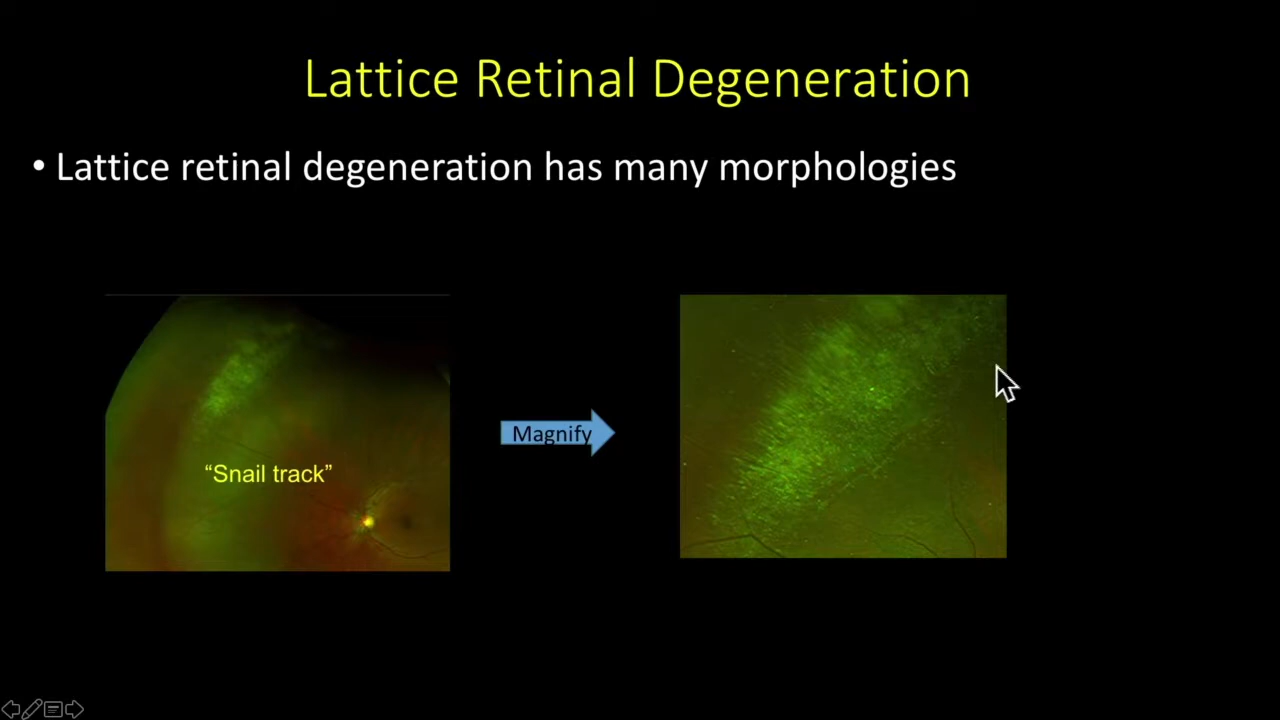 Lattice Retinal Degeneration
• Lattice retinal degeneration has many morphologies
“Snail track”
Magnify